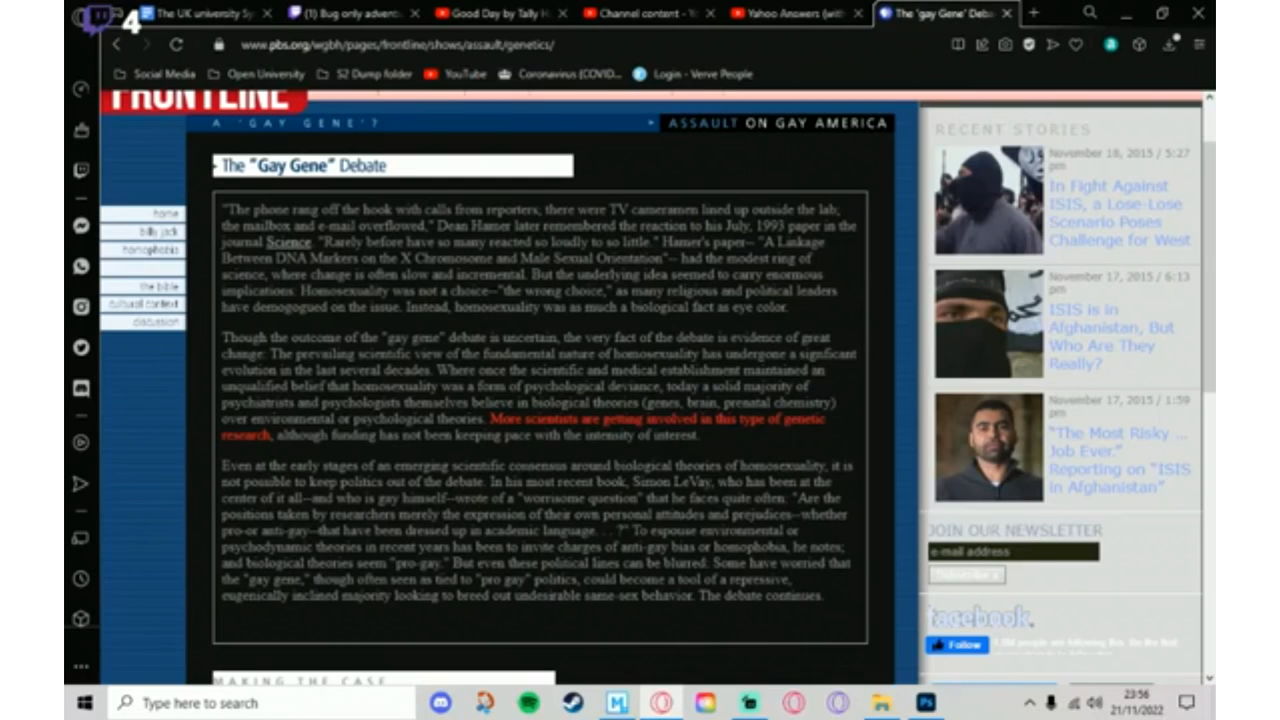 4
The UK university Sy
(1) Bug only advent
Good Day by Tally H
Channel content - Y
Yahoo Answers (wit
The 'gay Gene' Deba
www.pbs.org/wgbh/pages/frontline/shows/assault/genetics/
Social Media
Open University
S2 Dump folder
YouTube
Coronavirus (COVID...
Login - Verve People
FRONTLINE
A 'GAY GENE'?
ASSAULT ON GAY AMERICA
The "Gay Gene" Debate
home
billy jack
homophobia
the bible
cultural context
discussion
"The phone rang off the hook with calls from reporters; there were TV cameramen lined up outside the lab;
the mailbox and e-mail overflowed." Dean Hamer later remembered the reaction to his July, 1993 paper in the
journal Science. "Rarely before have so many reacted so loudly to so little." Hamer's paper-- "A Linkage
Between DNA Markers on the X Chromosome and Male Sexual Orientation"-- had the modest ring of
science, where change is often slow and incremental. But the underlying idea seemed to carry enormous
implications: Homosexuality was not a choice--"the wrong choice," as many religious and political leaders
have demogogued on the issue. Instead, homosexuality was as much a biological fact as eye color.
Though the outcome of the "gay gene" debate is uncertain, the very fact of the debate is evidence of great
change: The prevailing scientific view of the fundamental nature of homosexuality has undergone a signficant
evolution in the last several decades. Where once the scientific and medical establishment maintained an
unqualified belief that homosexuality was a form of psychological deviance, today a solid majority of
psychiatrists and psychologists themselves believe in biological theories (genes, brain, prenatal chemistry)
over environmental or psychological theories. More scientists are getting involved in this type of genetic
research, although funding has not been keeping pace with the intensity of interest.
Even at the early stages of an emerging scientific consensus around biological theories of homosexuality, it is
not possible to keep politics out of the debate. In his most recent book, Simon LeVay, who has been at the
center of it all--and who is gay himself--wrote of a "worrisome question" that he faces quite often: "Are the
positions taken by researchers merely the expression of their own personal attitudes and prejudices--whether
pro-or anti-gay--that have been dressed up in academic language. . . ?" To espouse environmental or
psychodynamic theories in recent years has been to invite charges of anti-gay bias or homophobia, he notes;
and biological theories seem "pro-gay." But even these political lines can be blurred: Some have worried that
the "gay gene," though often seen as tied to "pro gay" politics, could become a tool of a repressive,
eugenically inclined majority looking to breed out undesirable same-sex behavior. The debate continues.
MAKING THE CASE
RECENT STORIES
November 18, 2015 / 5:27
pm
In Fight Against
ISIS, a Lose-Lose
Scenario Poses
Challenge for West
November 17, 2015 / 6:13
pm
ISIS is in
Afghanistan, But
Who Are They
Really?
November 17, 2015 / 1:59
pm
"The Most Risky ...
Job Ever."
Reporting on "ISIS
in Afghanistan"
JOIN OUR NEWSLETTER
e-mail address
Subscribe
facebook.
Follow
Type here to search
23:56
21/11/2022